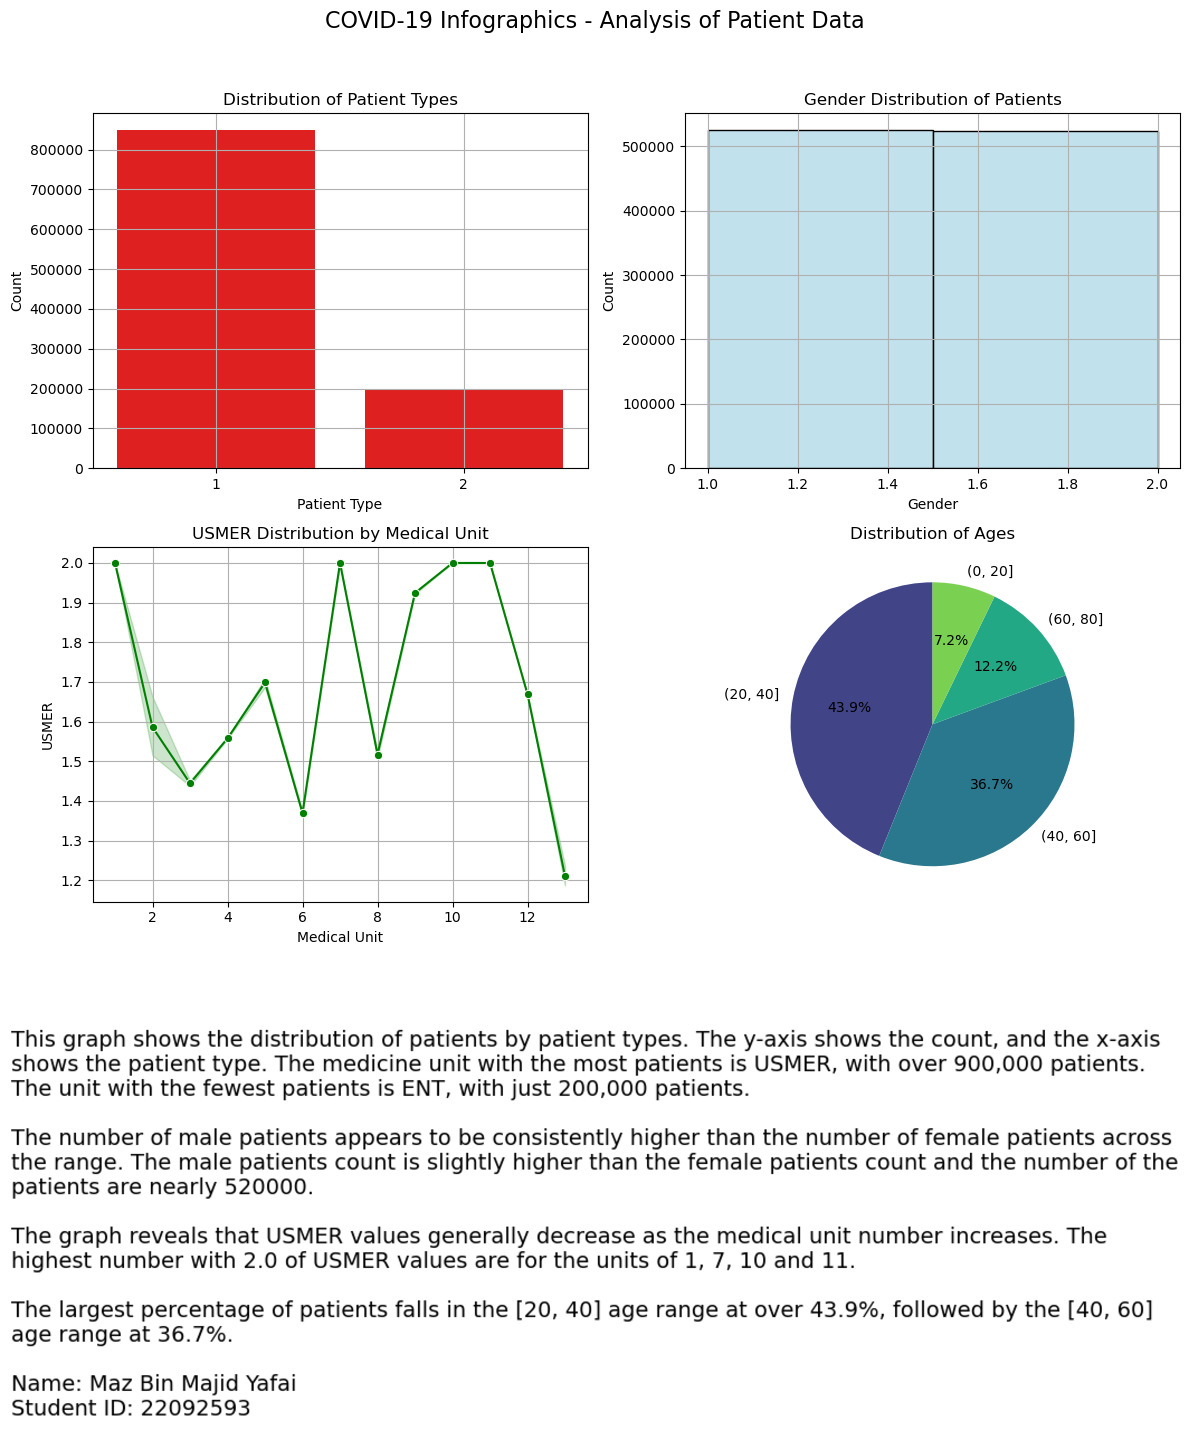 COVID-19 Infographics - Analysis of Patient Data
Distribution of Patient Types
Count
800000
700000
600000
500000
400000
300000
200000
100000
0
1
2
Patient Type
Gender Distribution of Patients
Count
500000
400000
300000
200000
100000
0
1.0
1.2
1.4
1.6
1.8
2.0
Gender
USMER Distribution by Medical Unit
USMER
2.0
1.9
1.8
1.7
1.6
1.5
1.4
1.3
1.2
2
4
6
8
10
12
Medical Unit
Distribution of Ages
(0, 20]
7.2%
(60, 80]
12.2%
(20, 40]
43.9%
36.7%
(40, 60]
This graph shows the distribution of patients by patient types. The y-axis shows the count, and the x-axis
shows the patient type. The medicine unit with the most patients is USMER, with over 900,000 patients.
The unit with the fewest patients is ENT, with just 200,000 patients.
The number of male patients appears to be consistently higher than the number of female patients across
the range. The male patients count is slightly higher than the female patients count and the number of the
patients are nearly 520000.
The graph reveals that USMER values generally decrease as the medical unit number increases. The
highest number with 2.0 of USMER values are for the units of 1, 7, 10 and 11.
The largest percentage of patients falls in the [20, 40] age range at over 43.9%, followed by the [40, 60]
age range at 36.7%.
Name: Maz Bin Majid Yafai
Student ID: 22092593